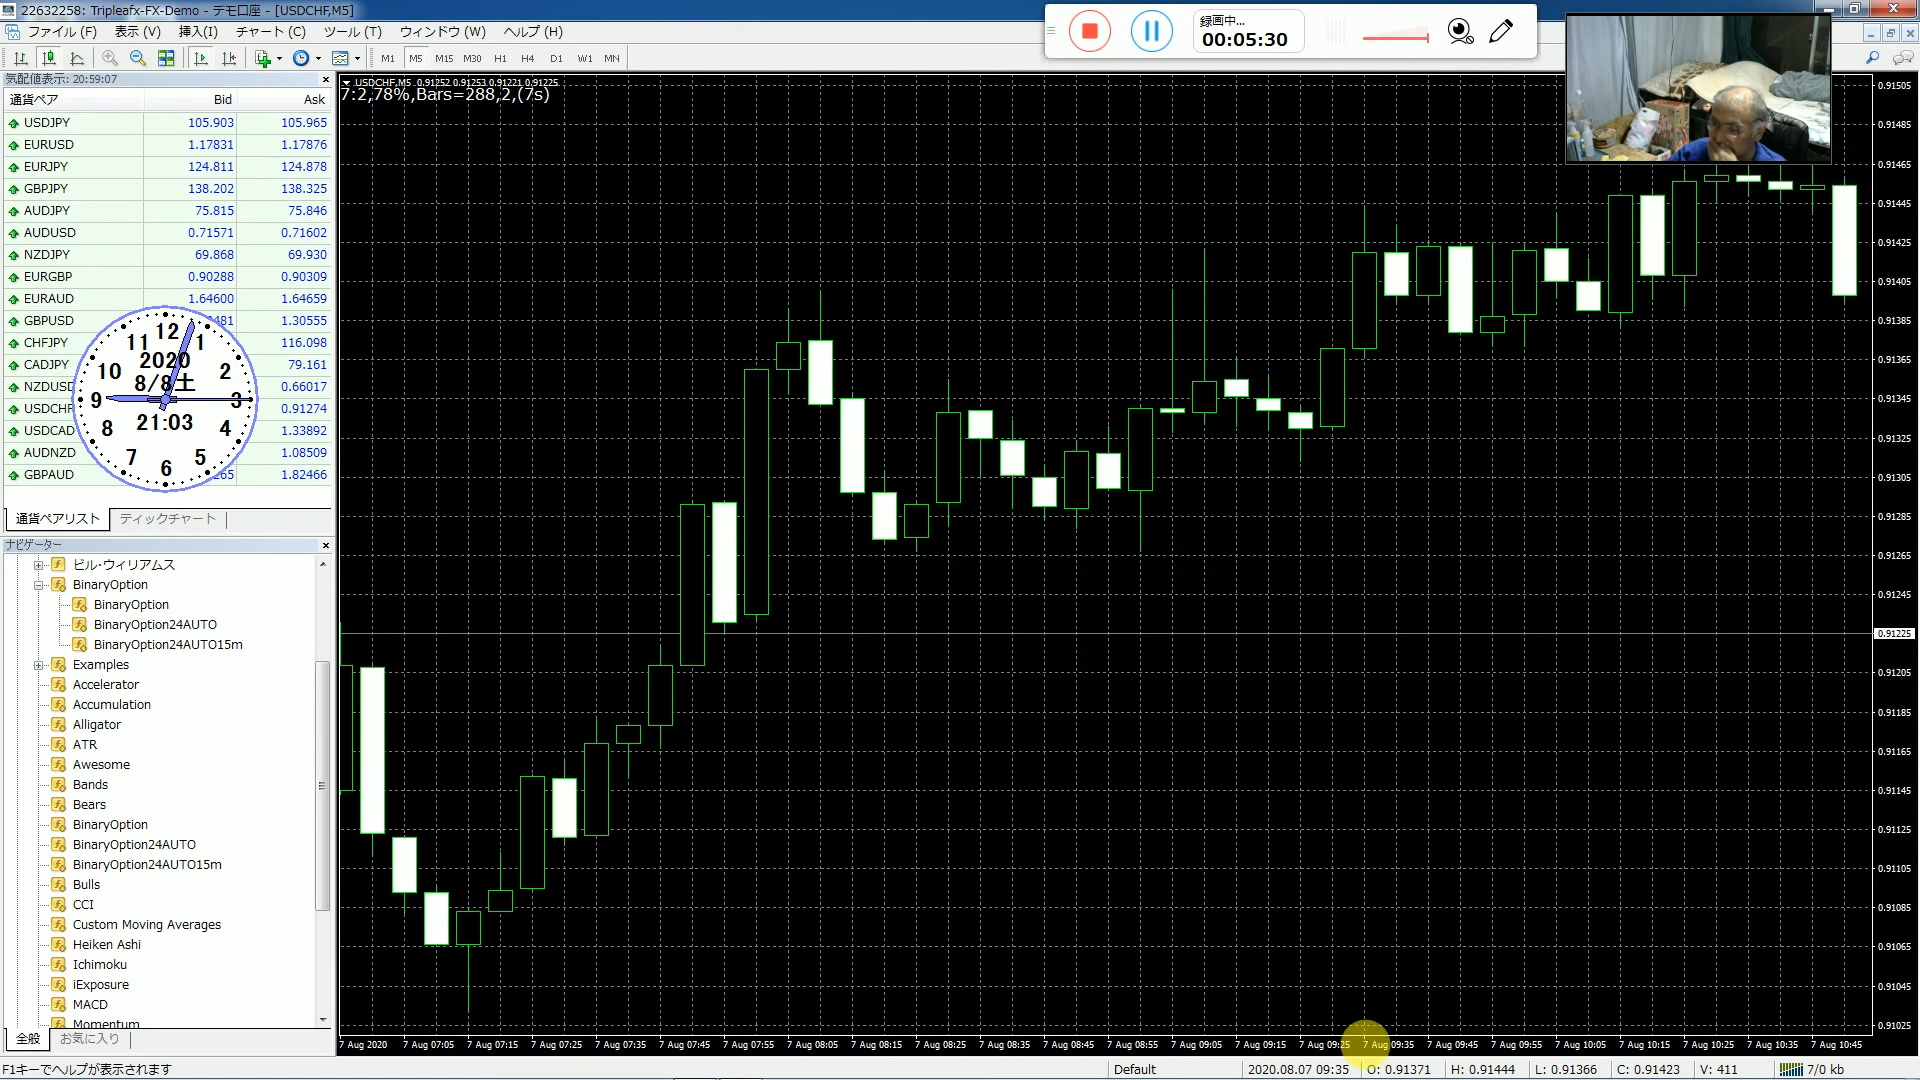 22632258: Tripleafx-FX-Demo - デモ口座 - [USDCHF,M5]
ファイル (F) 表示 (V) 挿入(I) チャート (C) ツール (T) ウィンドウ (W) ヘルプ (H)
録画中...
00:05:30
M1 M5 M15 M30 H1 H4 D1 W1 MN
気配値表示: 20:59:07
通貨ペア Bid Ask
USDJPY 105.903 105.965
EURUSD 1.17831 1.17876
EURJPY 124.811 124.878
GBPJPY 138.202 138.325
AUDJPY 75.815 75.846
AUDUSD 0.71571 0.71602
NZDJPY 69.868 69.930
EURGBP 0.90288 0.90309
EURAUD 1.64600 1.64659
GBPUSD 481 1.30555
CHFJPY 116.098
CADJPY 79.161
NZDUSD 0.66017
USDCHF 0.91274
USDCAD 1.33892
AUDNZD 1.08509
GBPAUD 265 1.82466
12
1
2
3
4
5
6
7
8
9
10
11
2020
8/8土
21:03
通貨ペアリスト ティックチャート
ナビゲーター
ビル・ウィリアムス
BinaryOption
BinaryOption
BinaryOption24AUTO
BinaryOption24AUTO15m
Examples
Accelerator
Accumulation
Alligator
ATR
Awesome
Bands
Bears
BinaryOption
BinaryOption24AUTO
BinaryOption24AUTO15m
Bulls
CCI
Custom Moving Averages
Heiken Ashi
Ichimoku
iExposure
MACD
Momentum
全般 お気に入り
USDCHF,M5 0.91252 0.91253 0.91221 0.91225
7:2,78%,Bars=288,2,(7s)
0.91505
0.91485
0.91465
0.91445
0.91425
0.91405
0.91385
0.91365
0.91345
0.91325
0.91305
0.91285
0.91265
0.91245
0.91225
0.91205
0.91185
0.91165
0.91145
0.91125
0.91105
0.91085
0.91065
0.91045
0.91025
7 Aug 2020 7 Aug 07:05 7 Aug 07:15 7 Aug 07:25 7 Aug 07:35 7 Aug 07:45 7 Aug 07:55 7 Aug 08:05 7 Aug 08:15 7 Aug 08:25 7 Aug 08:35 7 Aug 08:45 7 Aug 08:55 7 Aug 09:05 7 Aug 09:15 7 Aug 09:25 7 Aug 09:35 7 Aug 09:45 7 Aug 09:55 7 Aug 10:05 7 Aug 10:15 7 Aug 10:25 7 Aug 10:35 7 Aug 10:45
F1キーでヘルプが表示されます Default 2020.08.07 09:35 O: 0.91371 H: 0.91444 L: 0.91366 C: 0.91423 V: 411 7/0 kb